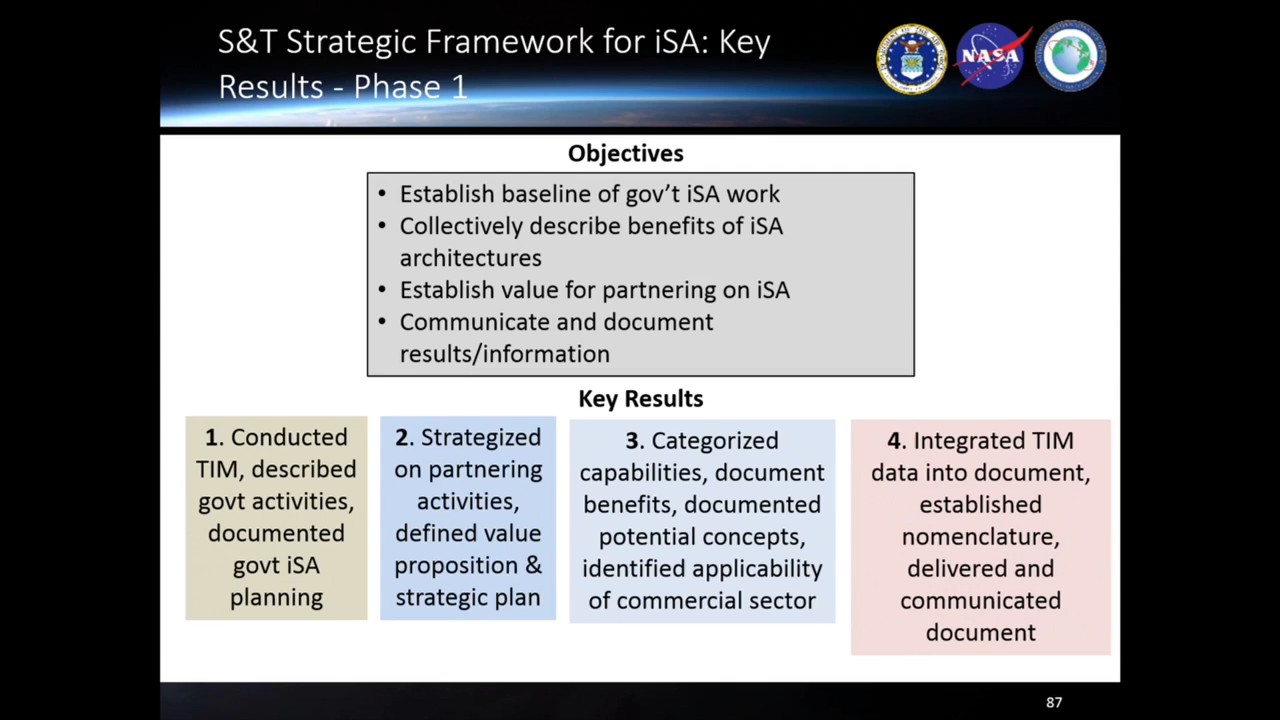 S&T Strategic Framework for iSA: Key
Results - Phase 1
NASA
Objectives
• Establish baseline of gov’t iSA work
• Collectively describe benefits of iSA
architectures
• Establish value for partnering on iSA
• Communicate and document
results/information
Key Results
1. Conducted
TIM, described
govt activities,
documented
govt iSA
planning
2. Strategized
on partnering
activities,
defined value
proposition &
strategic plan
3. Categorized
capabilities, document
benefits, documented
potential concepts,
identified applicability
of commercial sector
4. Integrated TIM
data into document,
established
nomenclature,
delivered and
communicated
document
87